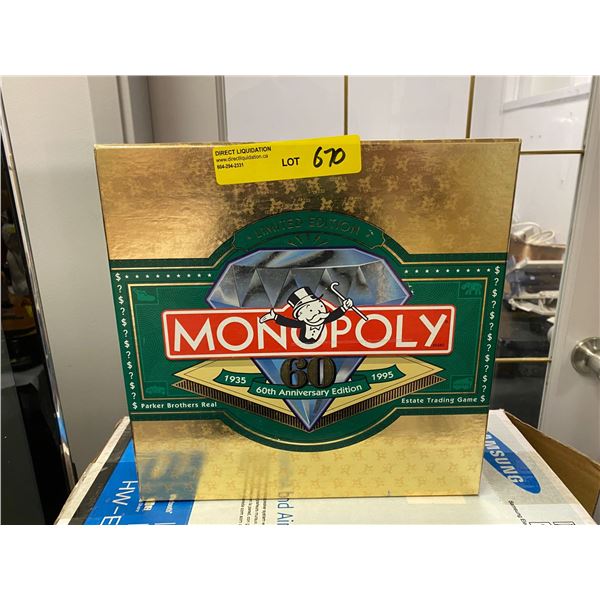 DIRECT LIQUIDATION
www.directliquidation.ca
604-294-2331
LOT 670
LIMITED EDITION
MONOPOLY
60
1935 1995
60th Anniversary Edition
Parker Brothers Real Estate Trading Game
SAMSUNG
HW-E